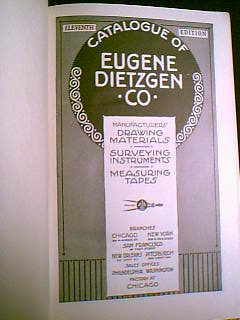 ELEVENTH EDITION
CATALOGUE OF
EUGENE
DIETZGEN
·CO·
MANUFACTURERS
DRAWING
MATERIALS
SURVEYING
INSTRUMENTS
MEASURING
TAPES
BRANCHES
CHICAGO NEW YORK
SAN FRANCISCO
NEW ORLEANS PITTSBURGH
SALES OFFICES
PHILADELPHIA WASHINGTON
FACTORY AT
CHICAGO